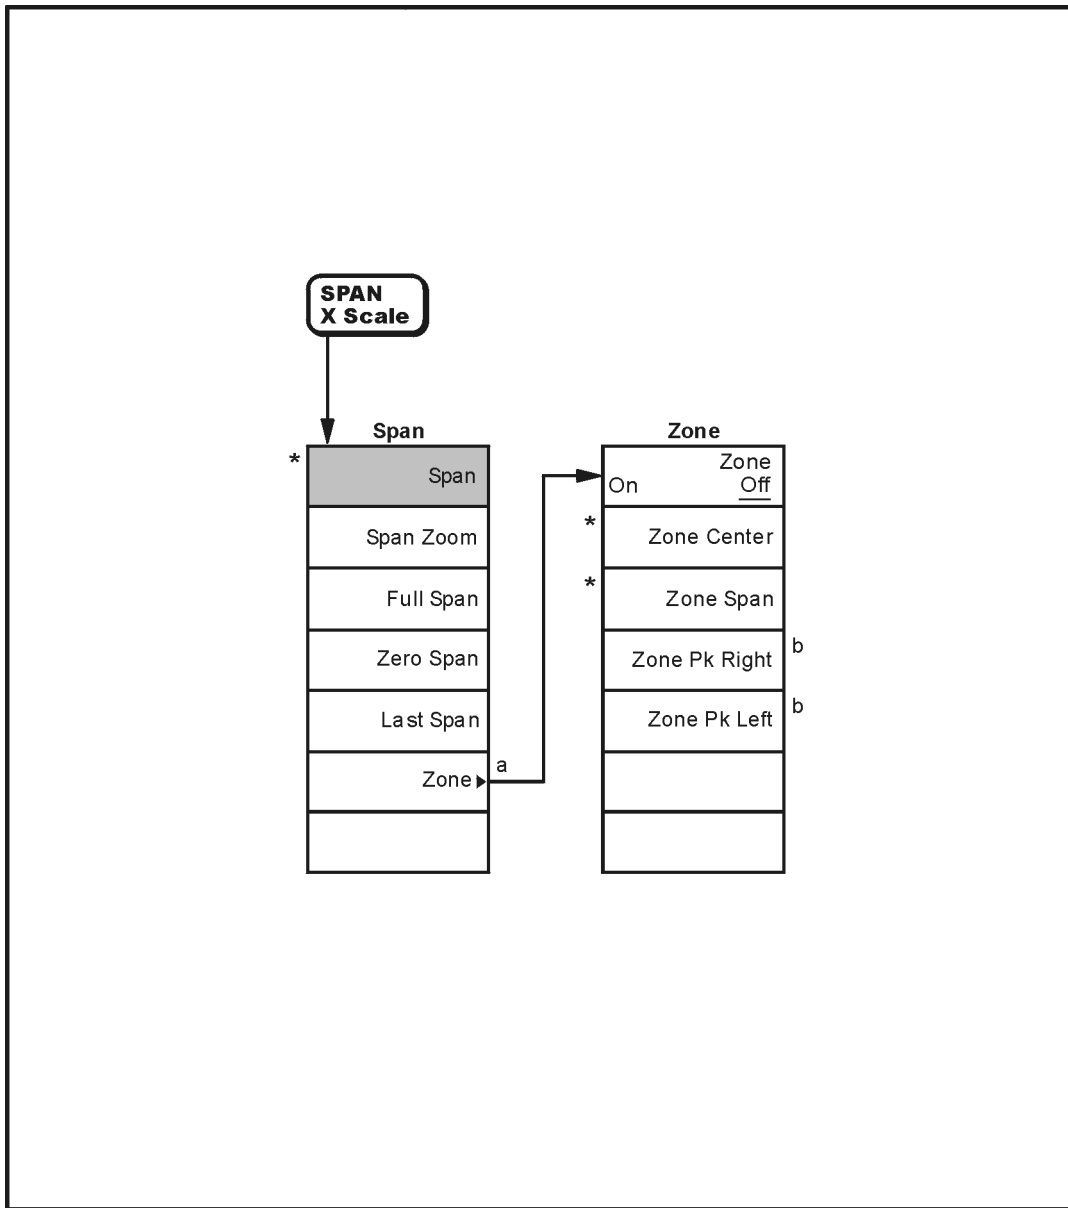 SPAN
X Scale
Span
*
Span
Span Zoom
Full Span
Zero Span
Last Span
Zone
a
Zone
Zone
On Off
*
Zone Center
*
Zone Span
Zone Pk Right
b
Zone Pk Left
b